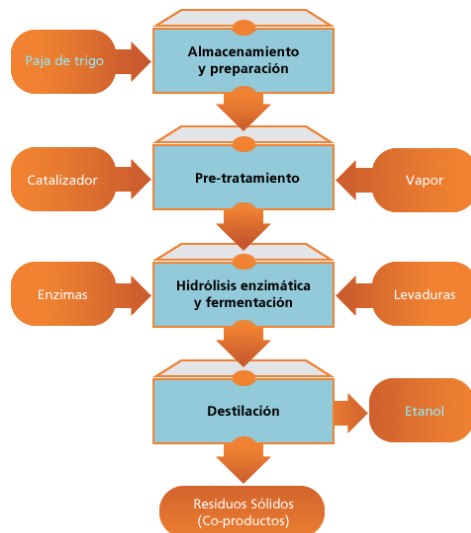 Almacenamiento
y preparación
Paja de trigo
Catalizador
Pre-tratamiento
Vapor
Enzimas
Hidrólisis enzimática
y fermentación
Levaduras
Destilación
Etanol
Residuos Sólidos
(Co-productos)